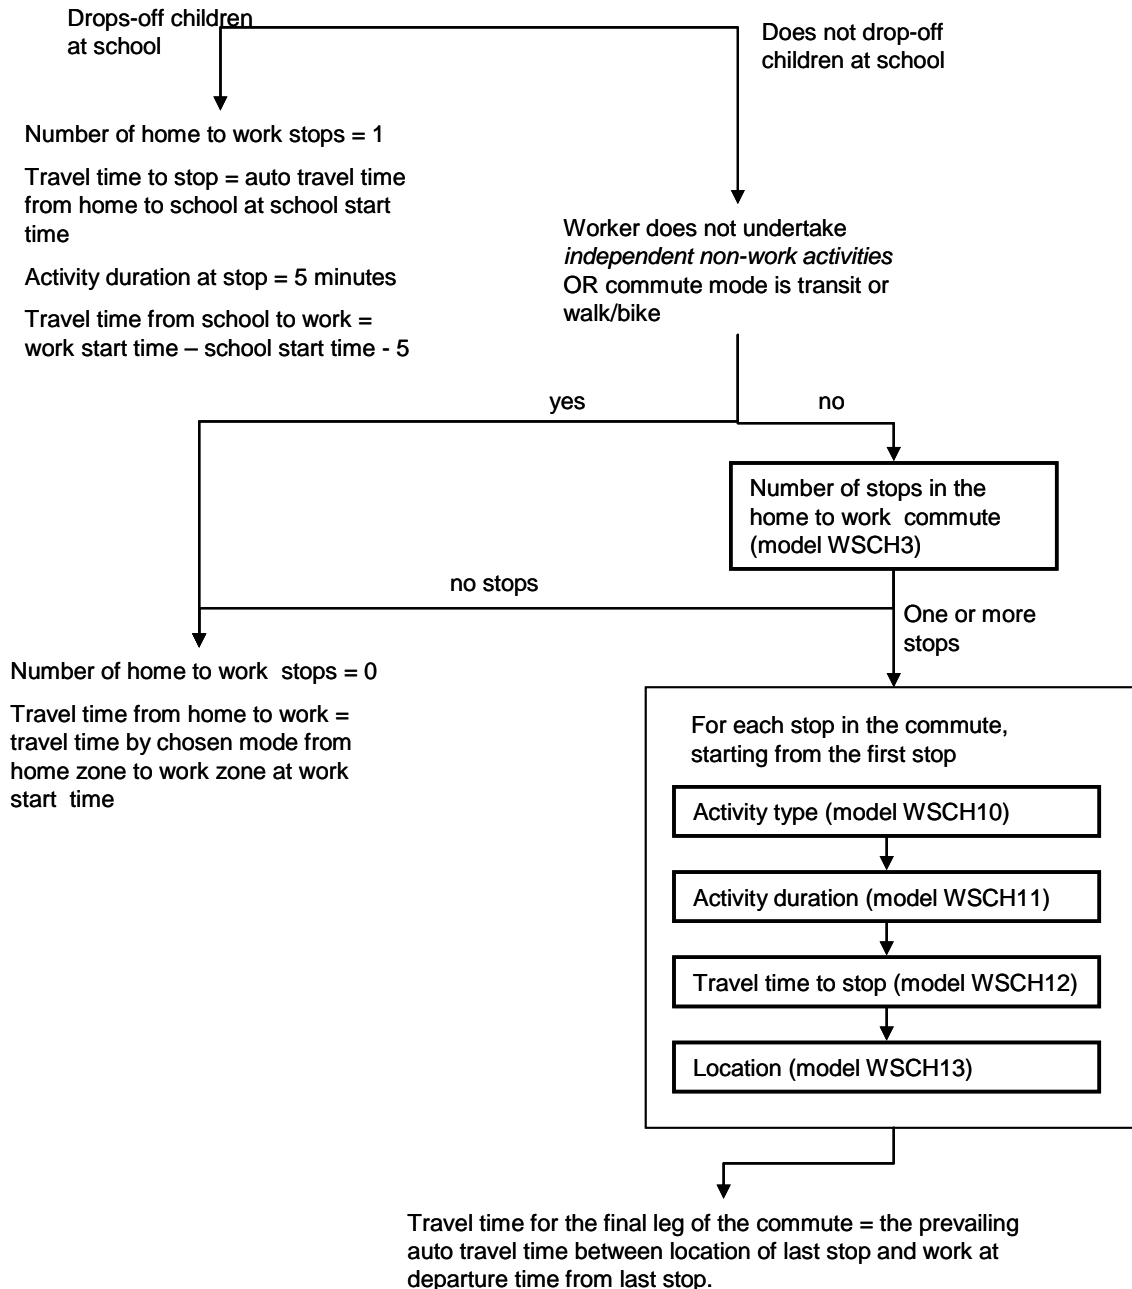 Drops-off children
at school
Does not drop-off
children at school
Number of home to work stops = 1
Travel time to stop = auto travel time
from home to school at school start
time
Activity duration at stop = 5 minutes
Travel time from school to work =
work start time – school start time - 5
Worker does not undertake
independent non-work activities
OR commute mode is transit or
walk/bike
yes
no
Number of stops in the
home to work commute
(model WSCH3)
no stops
One or more
stops
Number of home to work stops = 0
Travel time from home to work =
travel time by chosen mode from
home zone to work zone at work
start time
For each stop in the commute,
starting from the first stop
Activity type (model WSCH10)
Activity duration (model WSCH11)
Travel time to stop (model WSCH12)
Location (model WSCH13)
Travel time for the final leg of the commute = the prevailing
auto travel time between location of last stop and work at
departure time from last stop.